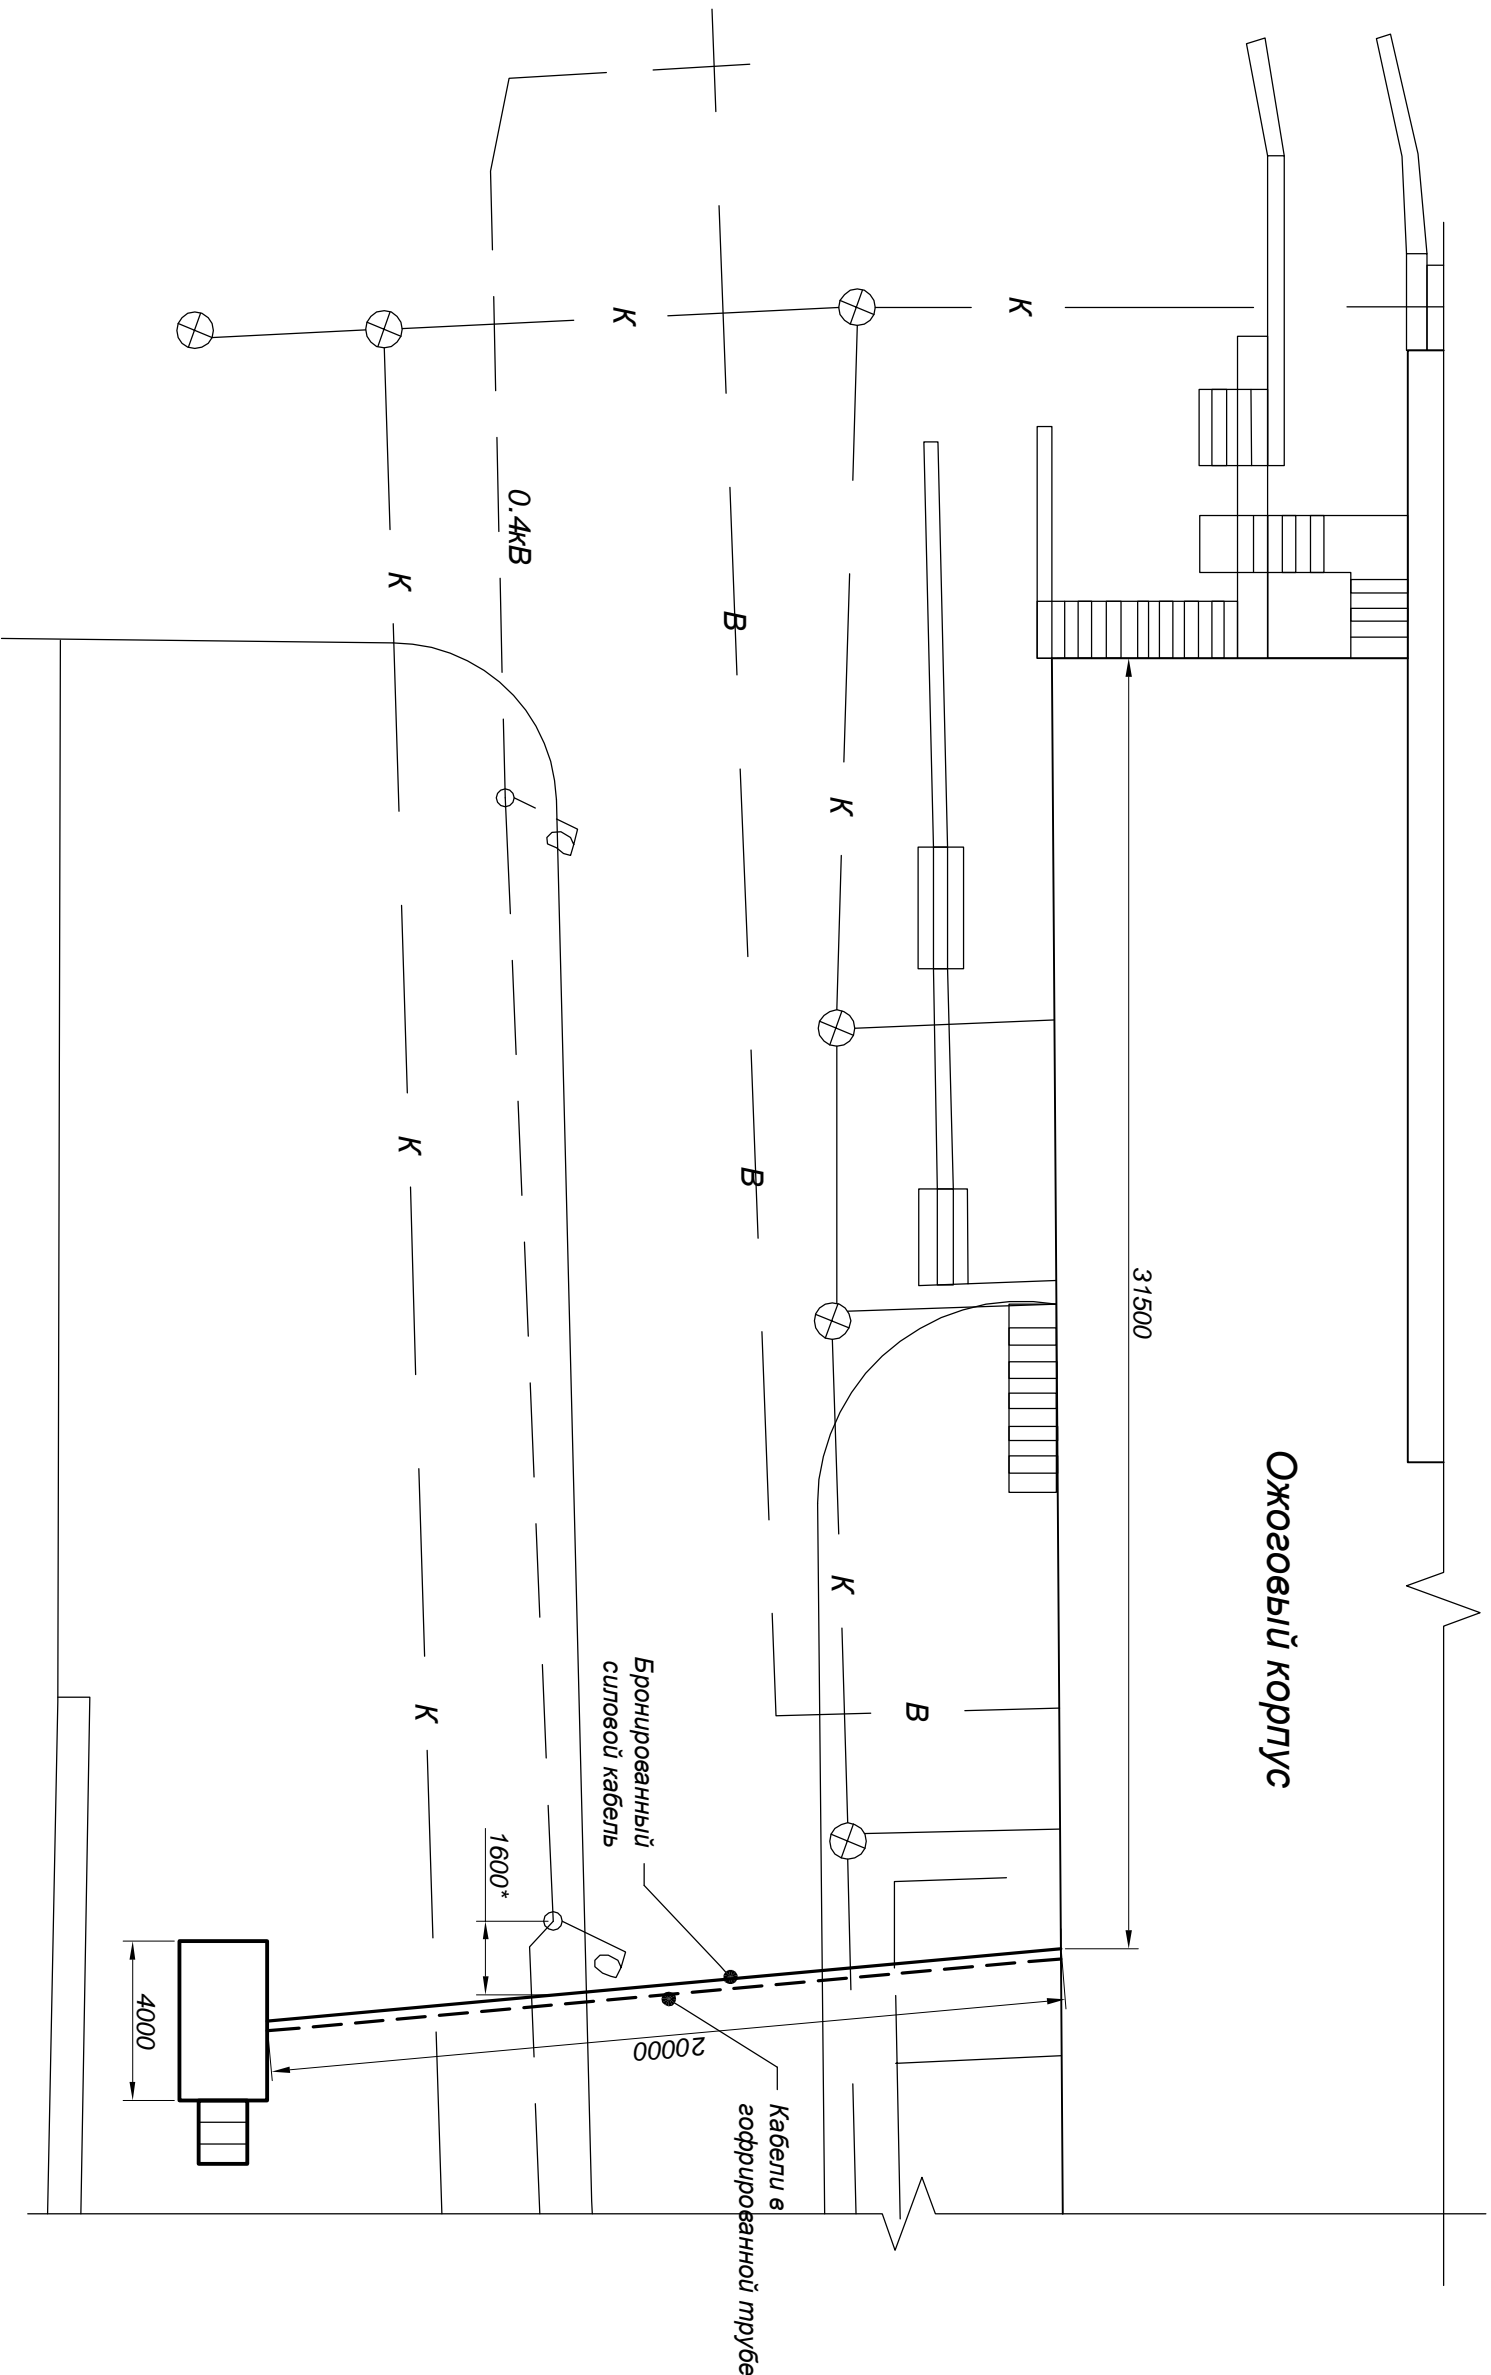 Ожоговый корпус
31500
К
В
К
К
В
В
Кабели в
гофрированной трубе
20000
Бронированный
силовой кабель
К
0.4кВ
1600*
К
К
К
4000